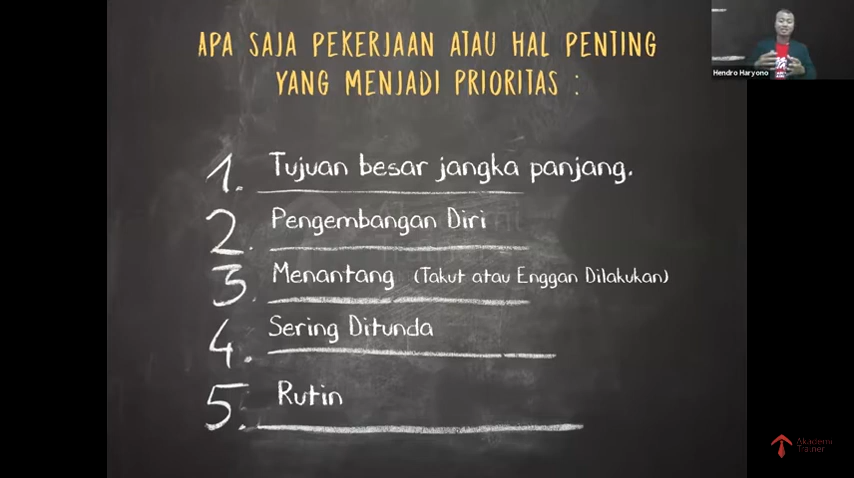 APA SAJA PEKERJAAN ATAU HAL PENTING
YANG MENJADI PRIORITAS :
Hendro Haryono
1. Tujuan besar jangka panjang.
2. Pengembangan Diri
3. Menantang (Takut atau Enggan Dilakukan)
4. Sering Ditunda
5. Rutin
Akademi
Trainer